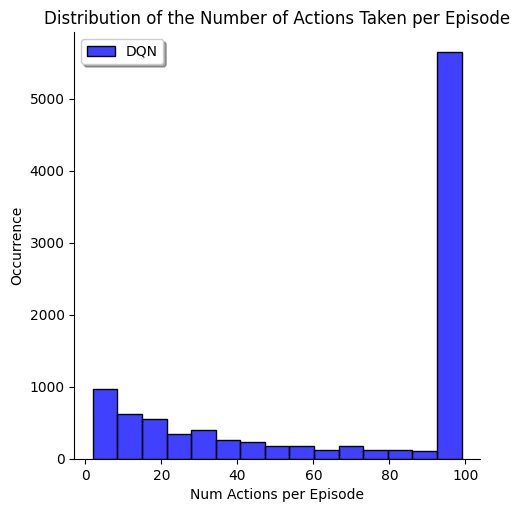 Distribution of the Number of Actions Taken per Episode
DQN
5000
4000
3000
2000
1000
0
Occurrence
0 20 40 60 80 100
Num Actions per Episode